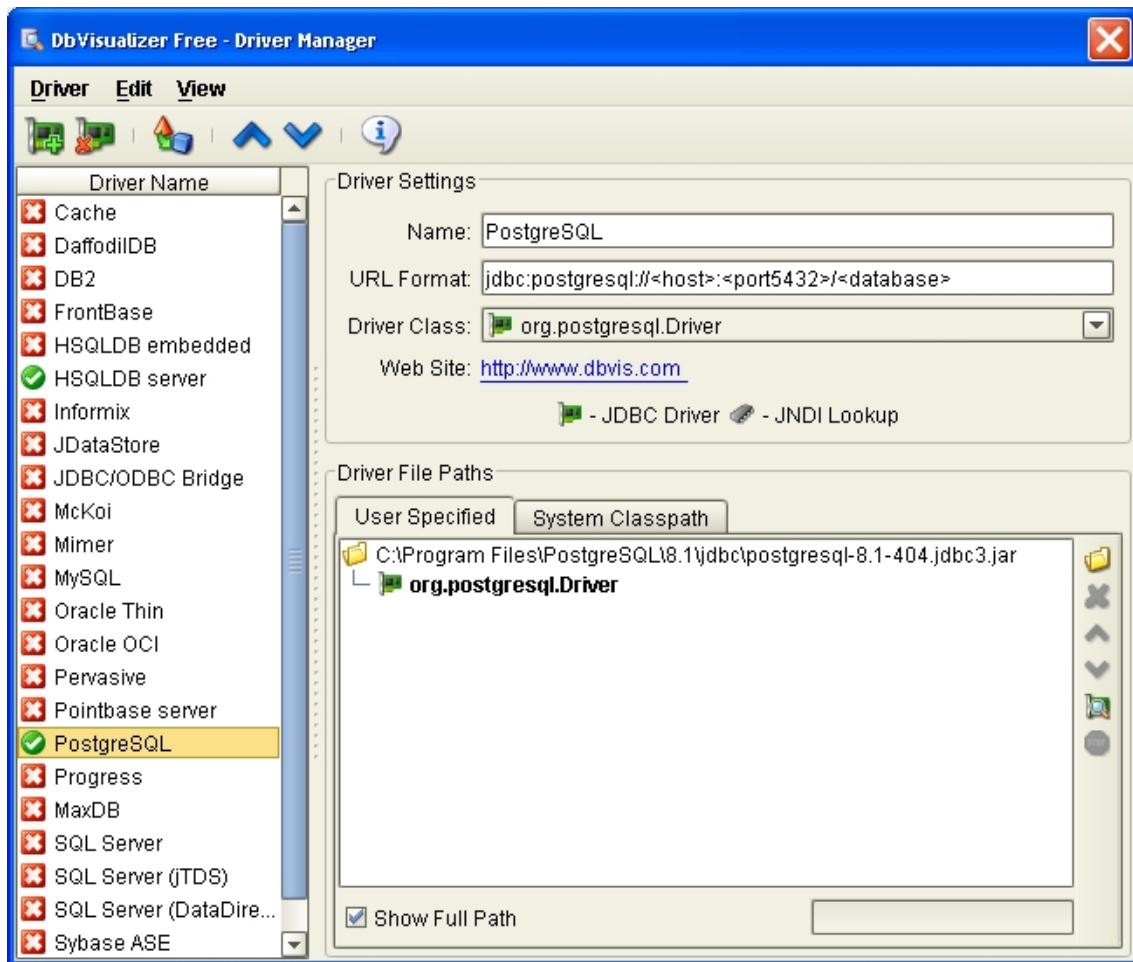 DbVisualizer Free - Driver Manager
Driver Edit View
Driver Name
Cache
DaffodilDB
DB2
FrontBase
HSQLDB embedded
HSQLDB server
Informix
JDataStore
JDBC/ODBC Bridge
McKoi
Mimer
MySQL
Oracle Thin
Oracle OCI
Pervasive
Pointbase server
PostgreSQL
Progress
MaxDB
SQL Server
SQL Server (jTDS)
SQL Server (DataDire...
Sybase ASE
Driver Settings
Name: PostgreSQL
URL Format: jdbc:postgresql://<host>:<port5432>/<database>
Driver Class: org.postgresql.Driver
Web Site: http://www.dbvis.com
- JDBC Driver - JNDI Lookup
Driver File Paths
User Specified System Classpath
C:\Program Files\PostgreSQL\8.1\jdbc\postgresql-8.1-404.jdbc3.jar
org.postgresql.Driver
Show Full Path